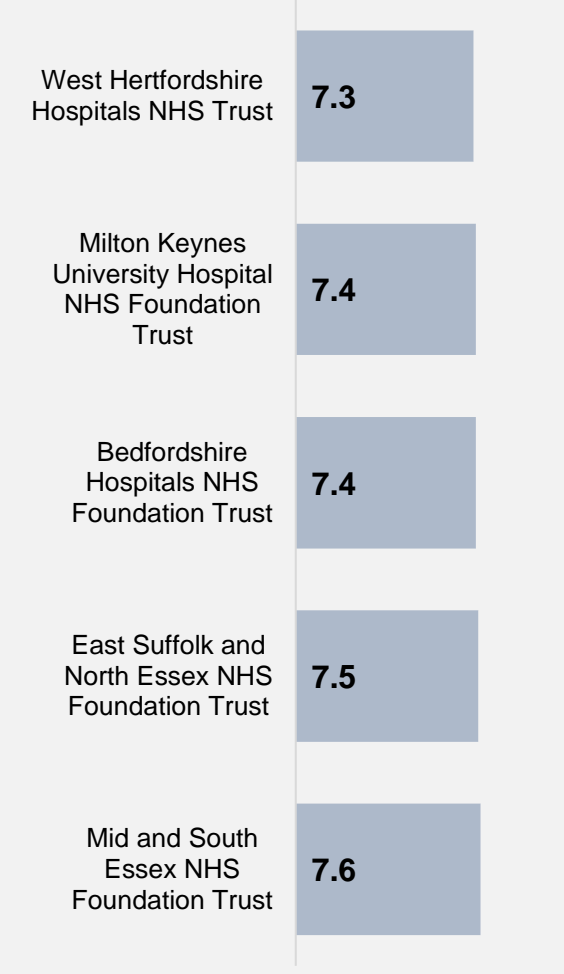 West Hertfordshire
Hospitals NHS Trust
7.3
Milton Keynes
University Hospital
NHS Foundation
Trust
7.4
Bedfordshire
Hospitals NHS
Foundation Trust
7.4
East Suffolk and
North Essex NHS
Foundation Trust
7.5
Mid and South
Essex NHS
Foundation Trust
7.6